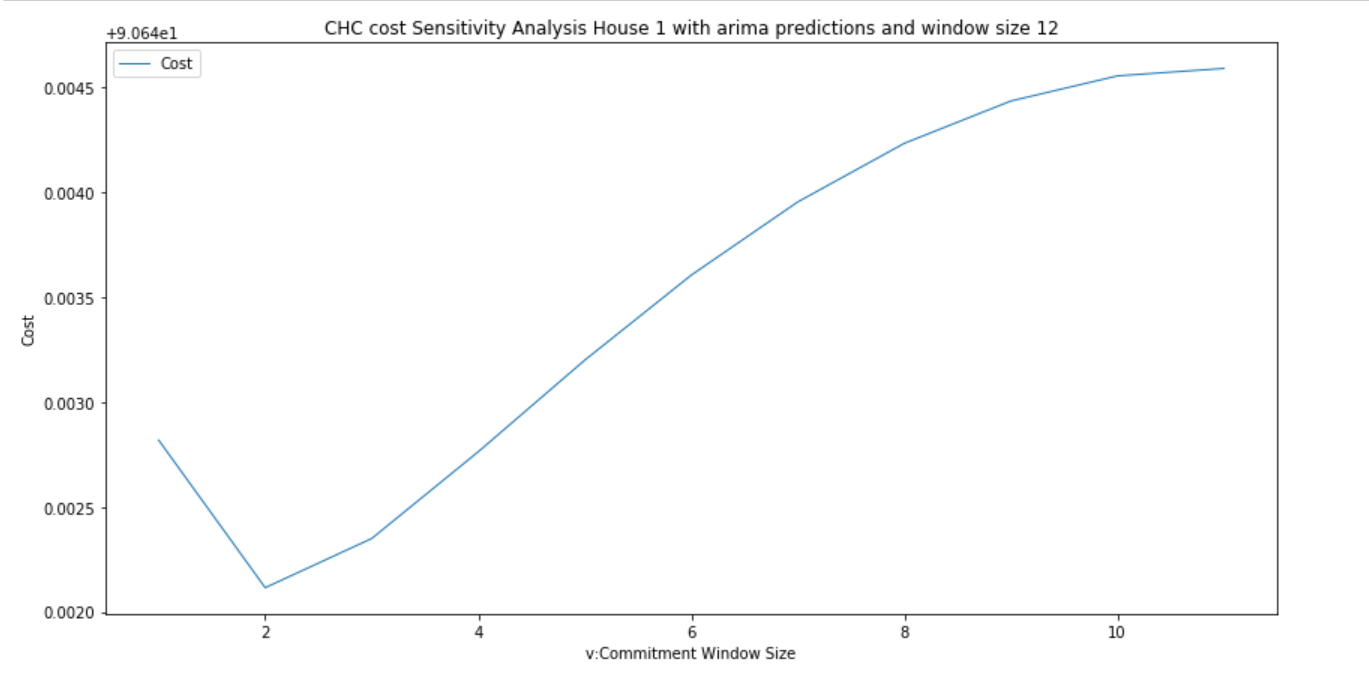 CHC cost Sensitivity Analysis House 1 with arima predictions and window size 12
+9.064e1
Cost
0.0045
0.0040
0.0035
0.0030
0.0025
0.0020
Cost
2 4 6 8 10
v:Commitment Window Size